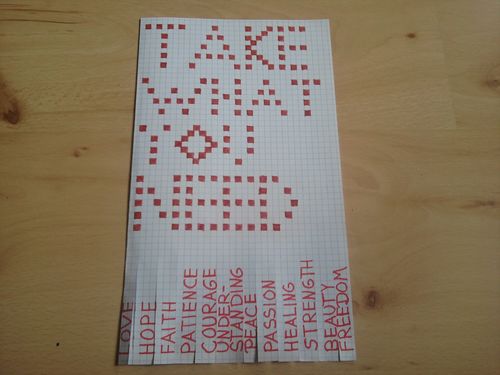 TAKE
WHAT
YOU
NEED
LOVE
HOPE
FAITH
PATIENCE
COURAGE
UNDER-
STANDING
PEACE
PASSION
HEALING
STRENGTH
BEAUTY
FREEDOM